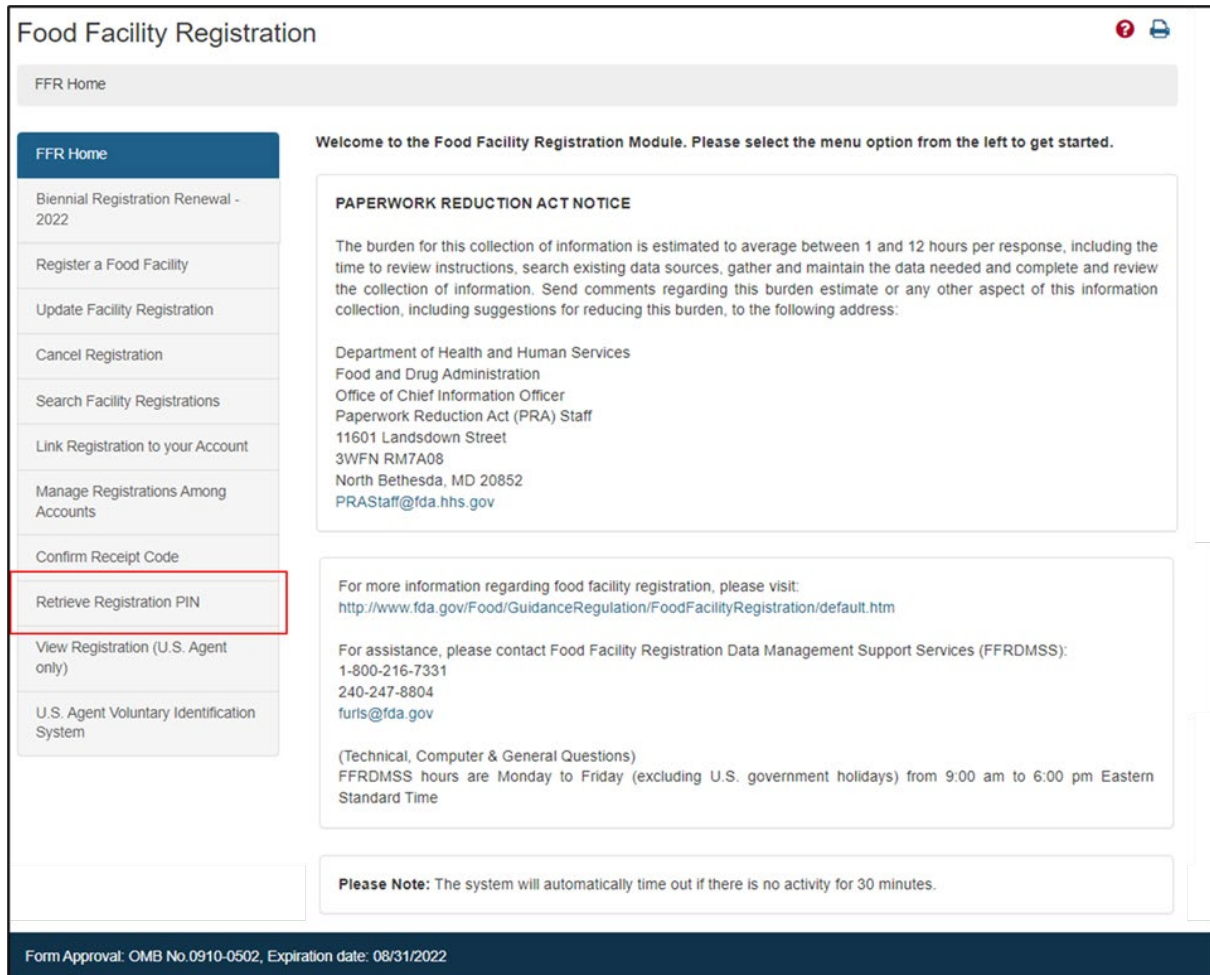 Food Facility Registration
FFR Home
FFR Home
Biennial Registration Renewal -
2022
Register a Food Facility
Update Facility Registration
Cancel Registration
Search Facility Registrations
Link Registration to your Account
Manage Registrations Among
Accounts
Confirm Receipt Code
Retrieve Registration PIN
View Registration (U.S. Agent
only)
U.S. Agent Voluntary Identification
System
Welcome to the Food Facility Registration Module. Please select the menu option from the left to get started.
PAPERWORK REDUCTION ACT NOTICE
The burden for this collection of information is estimated to average between 1 and 12 hours per response, including the
time to review instructions, search existing data sources, gather and maintain the data needed and complete and review
the collection of information. Send comments regarding this burden estimate or any other aspect of this information
collection, including suggestions for reducing this burden, to the following address:
Department of Health and Human Services
Food and Drug Administration
Office of Chief Information Officer
Paperwork Reduction Act (PRA) Staff
11601 Landsdown Street
3WFN RM7A08
North Bethesda, MD 20852
PRAStaff@fda.hhs.gov
For more information regarding food facility registration, please visit:
http://www.fda.gov/Food/GuidanceRegulation/FoodFacilityRegistration/default.htm
For assistance, please contact Food Facility Registration Data Management Support Services (FFRDMSS):
1-800-216-7331
240-247-8804
furls@fda.gov
(Technical, Computer & General Questions)
FFRDMSS hours are Monday to Friday (excluding U.S. government holidays) from 9:00 am to 6:00 pm Eastern
Standard Time
Please Note: The system will automatically time out if there is no activity for 30 minutes.
Form Approval: OMB No.0910-0502, Expiration date: 08/31/2022